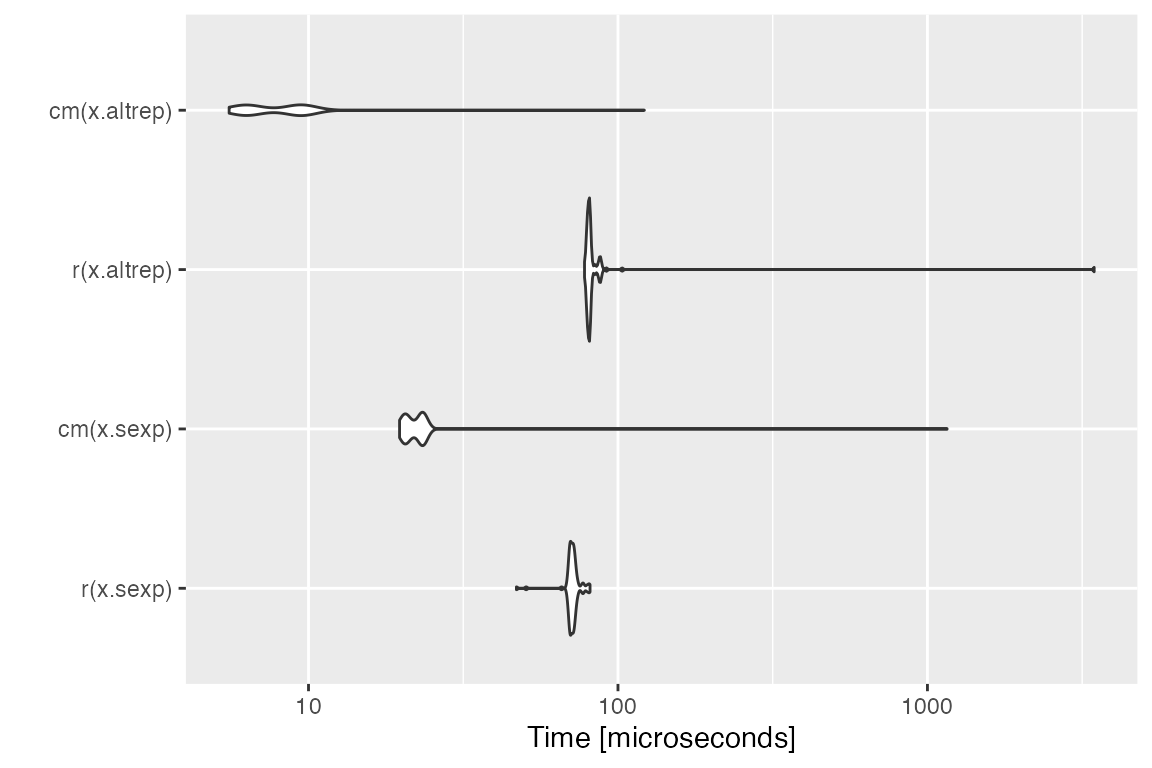 cm(x.altrep)
r(x.altrep)
cm(x.sexp)
r(x.sexp)
10 100 1000
Time [microseconds]